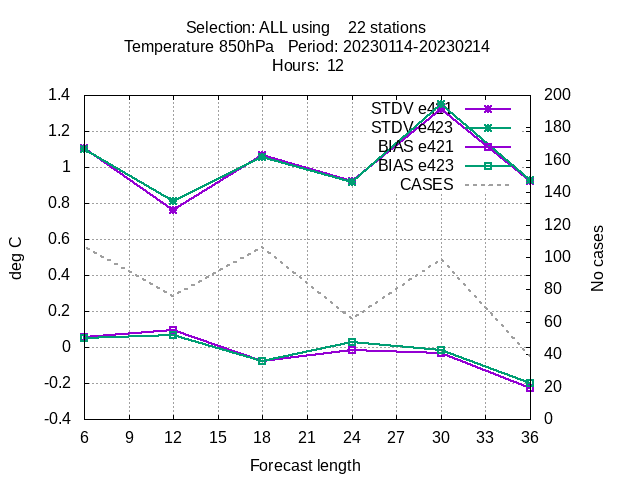 Selection: ALL using    22 stations
Temperature 850hPa   Period: 20230114-20230214
Hours:  12
1.4
1.2
1
0.8
0.6
0.4
0.2
0
-0.2
-0.4
deg C
200
180
160
140
120
100
80
60
40
20
0
No cases
STDV e421
STDV e423
BIAS e421
BIAS e423
CASES
6 9 12 15 18 21 24 27 30 33 36
Forecast length